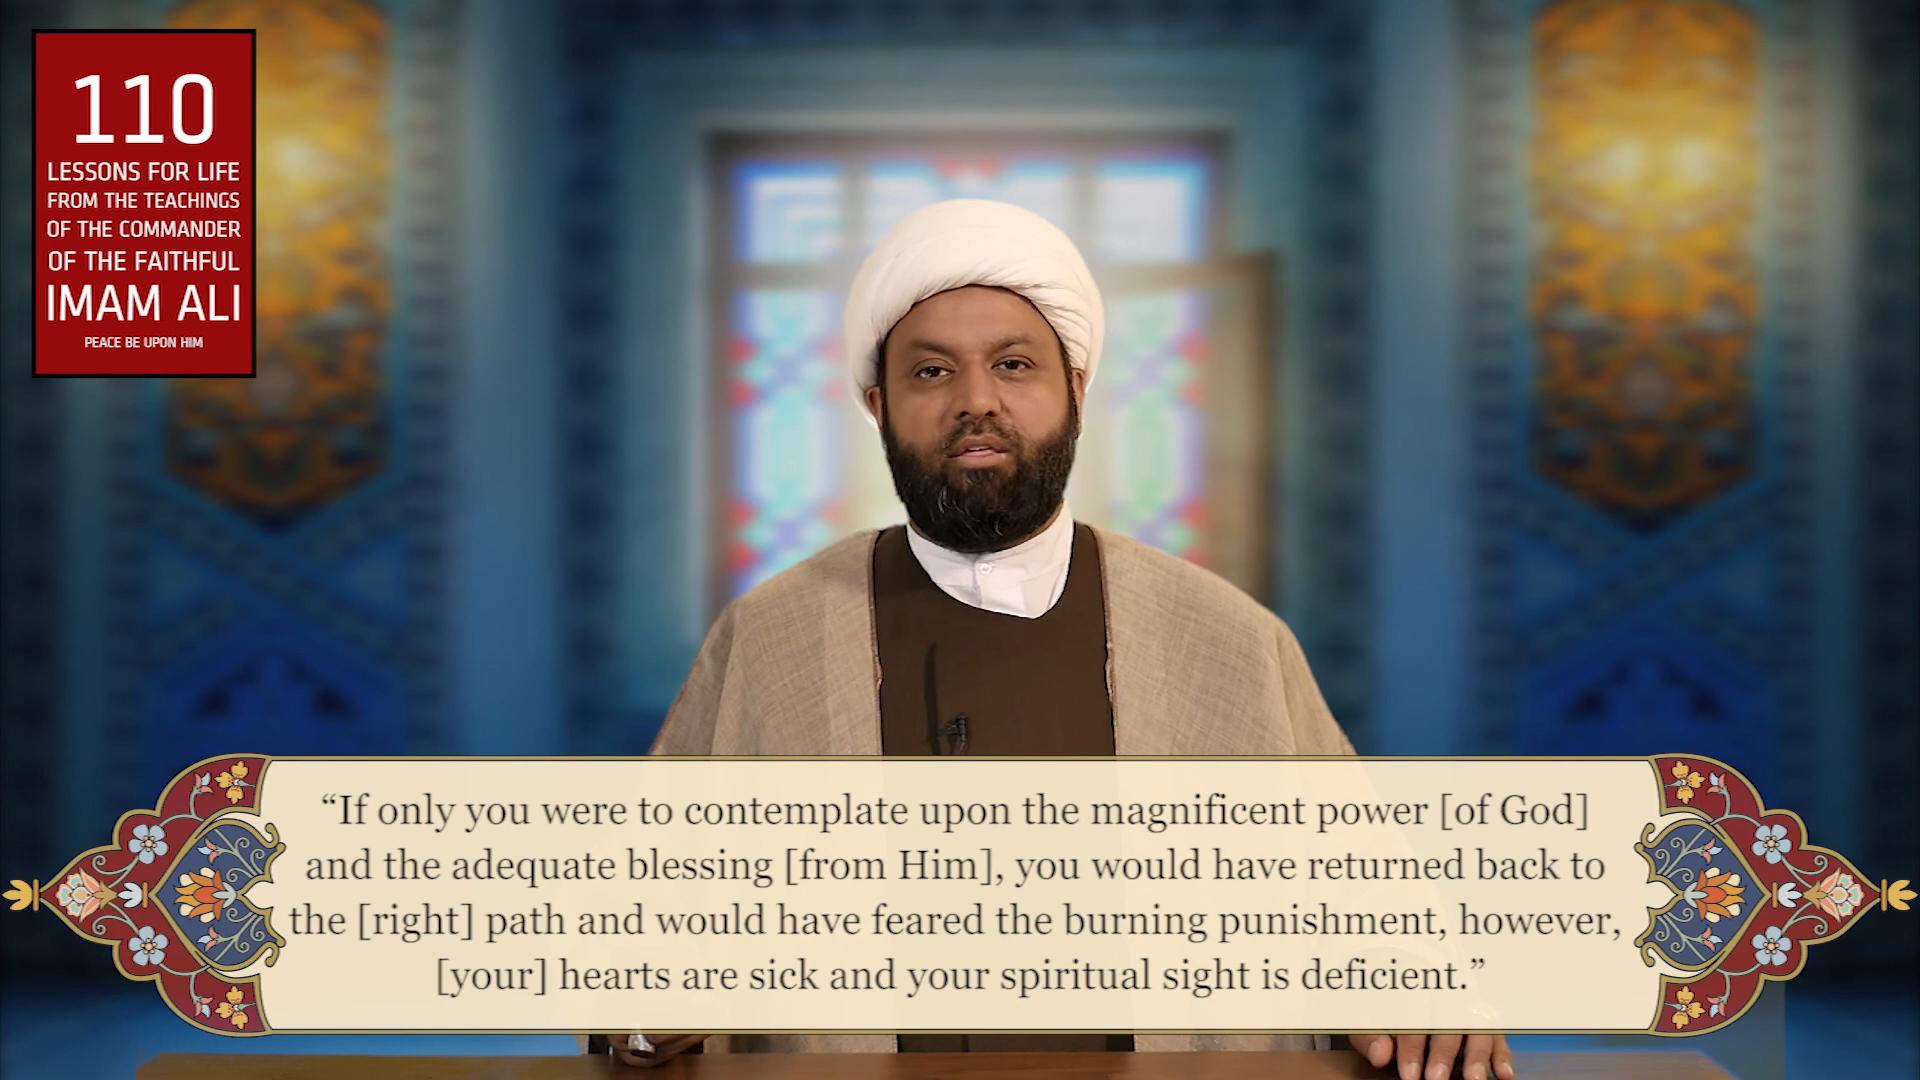 110
LESSONS FOR LIFE
FROM THE TEACHINGS
OF THE COMMANDER
OF THE FAITHFUL
IMAM ALI
PEACE BE UPON HIM
“If only you were to contemplate upon the magnificent power [of God]
and the adequate blessing [from Him], you would have returned back to
the [right] path and would have feared the burning punishment, however,
[your] hearts are sick and your spiritual sight is deficient.”